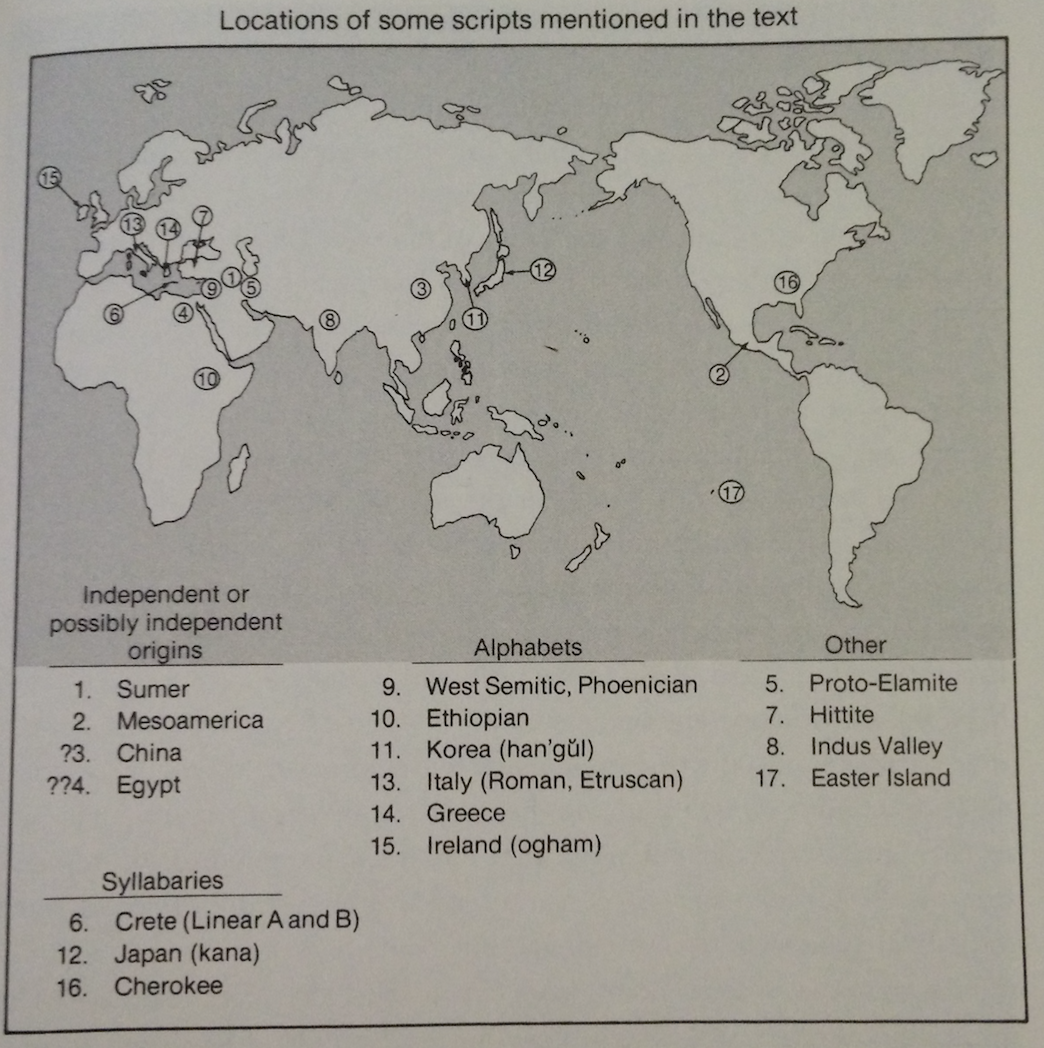 Locations of some scripts mentioned in the text
15
13
14
7
1
9
5
6
4
10
8
3
12
11
16
2
17
Independent or
possibly independent
origins
1. Sumer
2. Mesoamerica
?3. China
??4. Egypt
Syllabaries
6. Crete (Linear A and B)
12. Japan (kana)
16. Cherokee
Alphabets
9. West Semitic, Phoenician
10. Ethiopian
11. Korea (han'gŭl)
13. Italy (Roman, Etruscan)
14. Greece
15. Ireland (ogham)
Other
5. Proto-Elamite
7. Hittite
8. Indus Valley
17. Easter Island